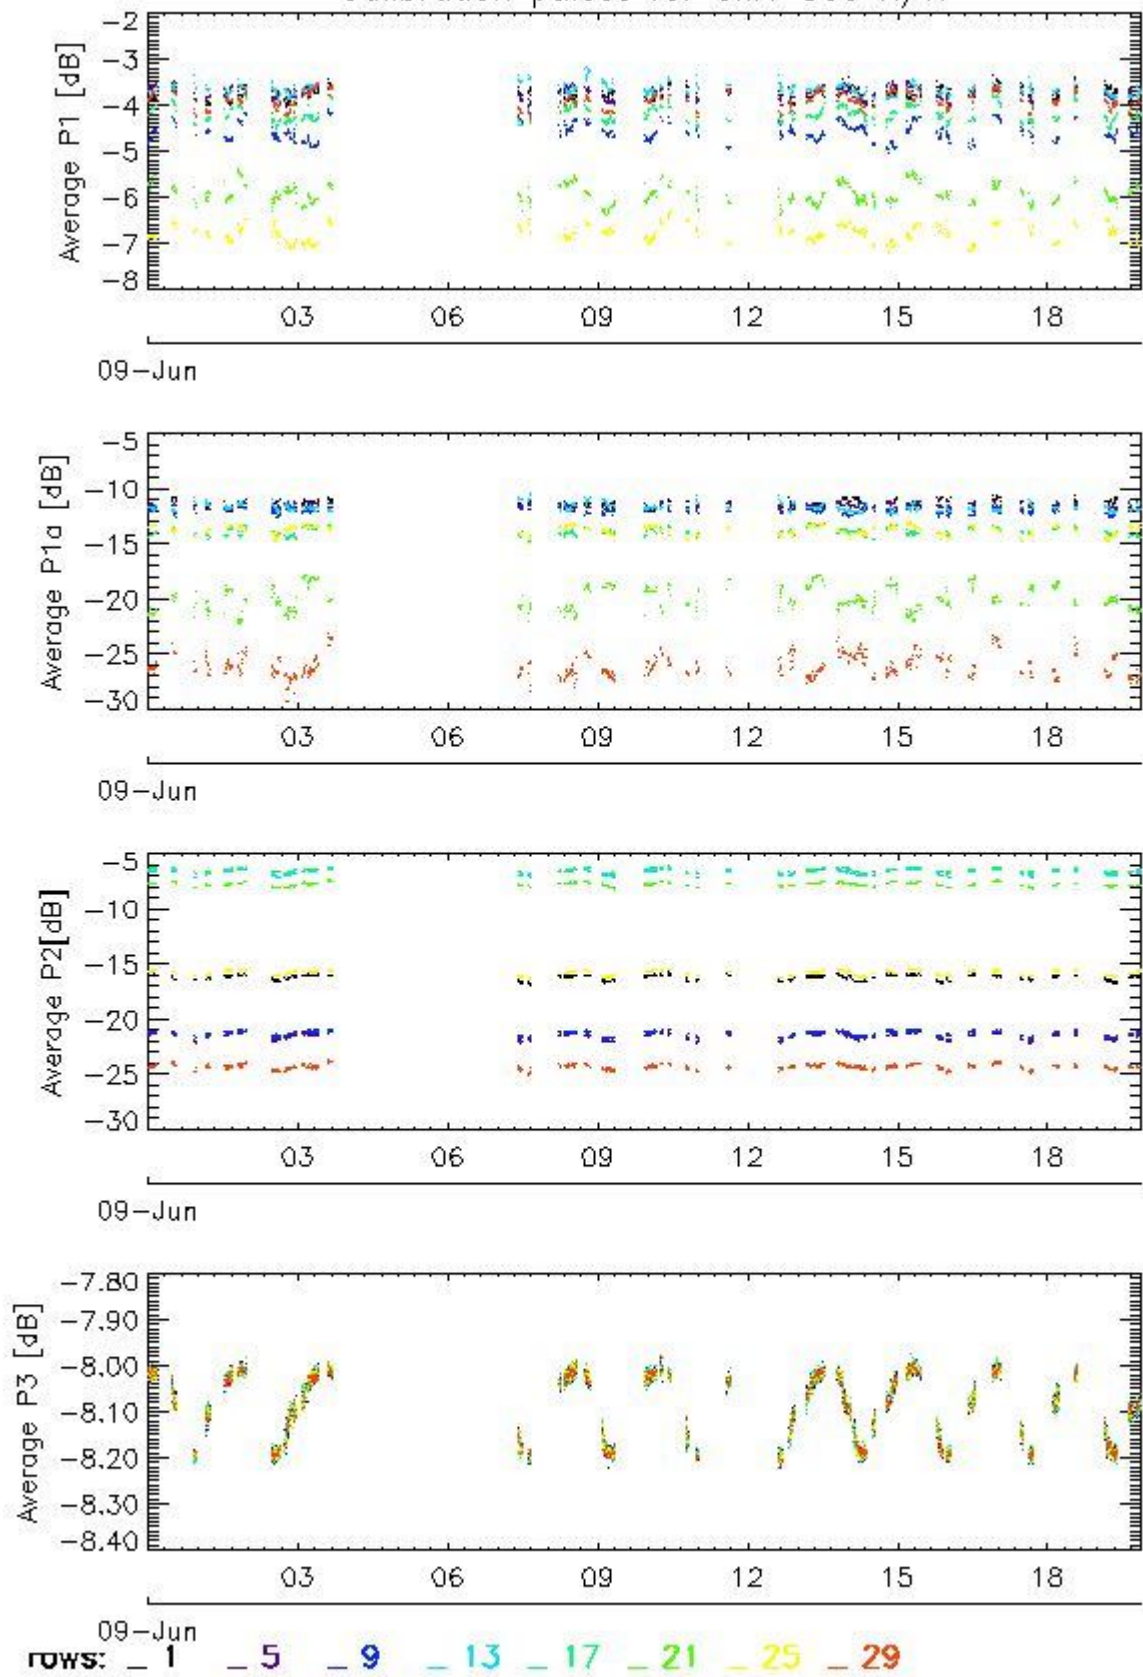 -2
-3
-4
-5
-6
-7
-8
Average P1 [dB]
03 06 09 12 15 18
09-Jun
-5
-10
-15
-20
-25
-30
Average P1a [dB]
03 06 09 12 15 18
09-Jun
-5
-10
-15
-20
-25
-30
Average P2[dB]
03 06 09 12 15 18
09-Jun
-7.80
-7.90
-8.00
-8.10
-8.20
-8.30
-8.40
Average P3 [dB]
03 06 09 12 15 18
09-Jun
rows: _ 1 _ 5 _ 9 _ 13 _ 17 _ 21 _ 25 _ 29